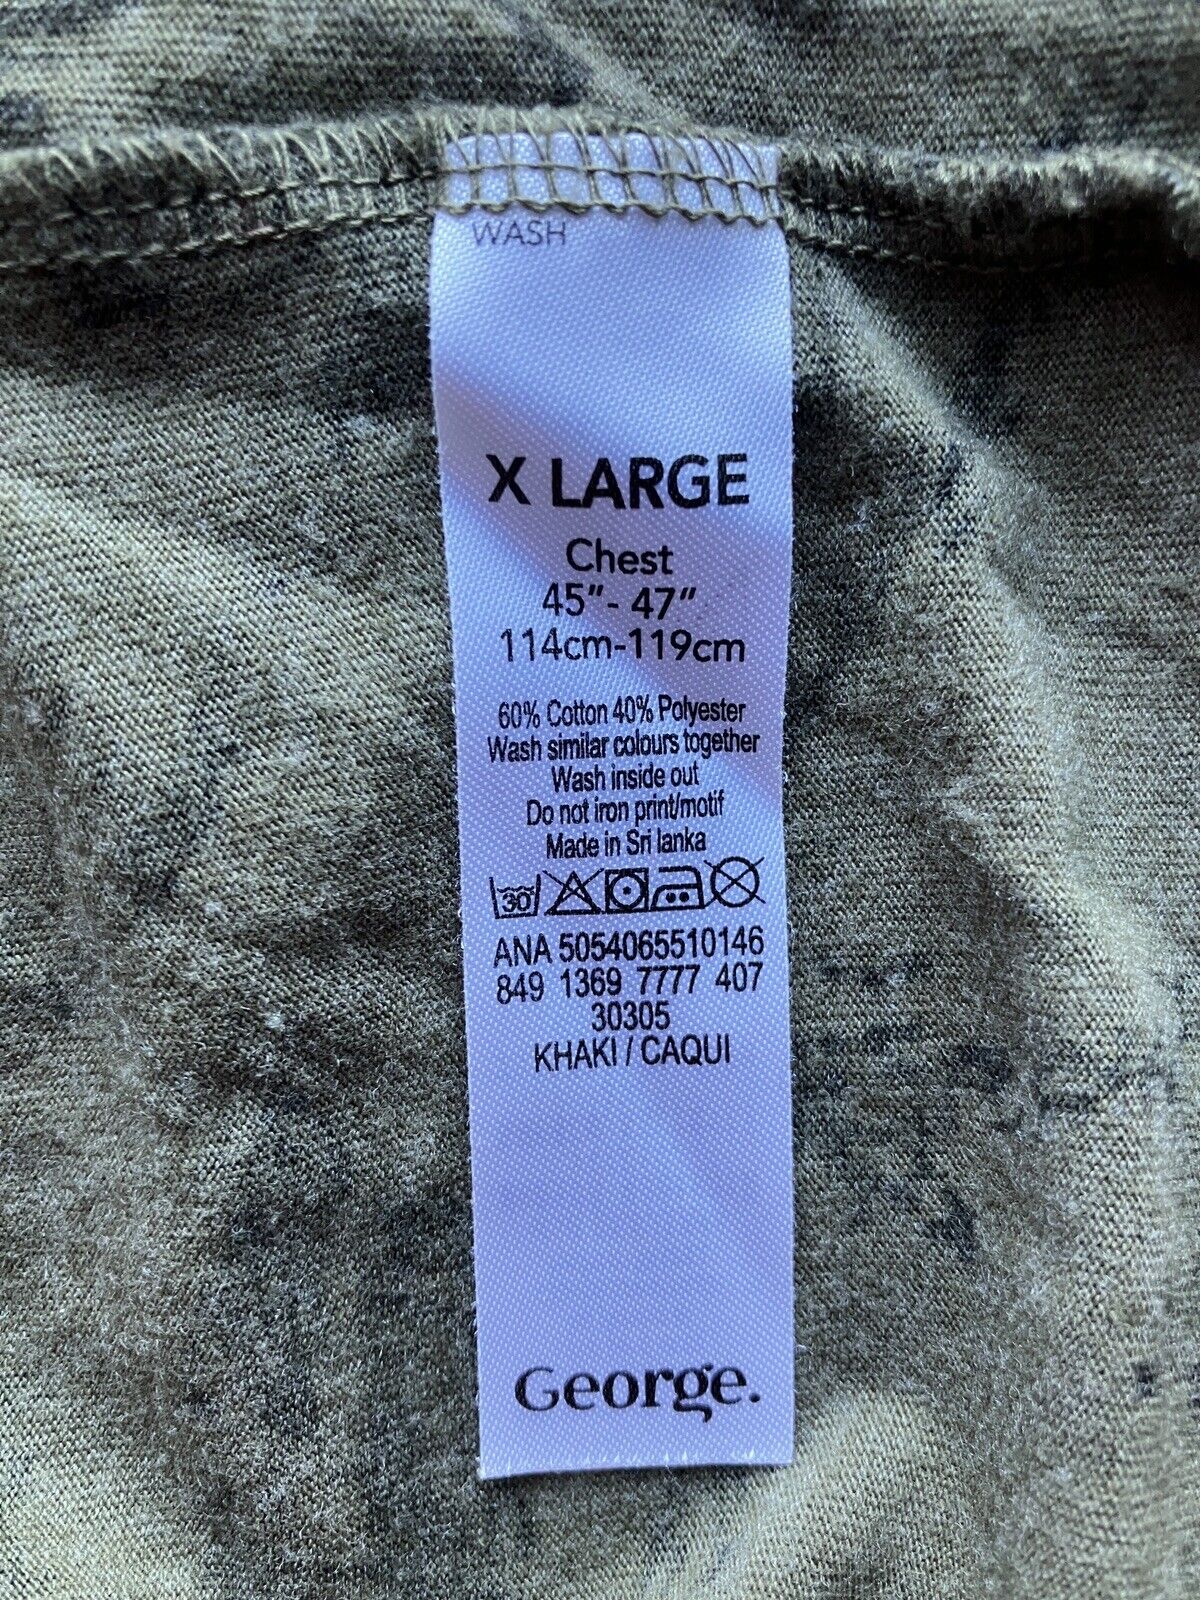 WASH
X LARGE
Chest
45"- 47"
114cm-119cm
60% Cotton 40% Polyester
Wash similar colours together
Wash inside out
Do not iron print/motif
Made in Sri lanka
30
ANA 5054065510146
849 1369 7777 407
30305
KHAKI / CAQUI
George.